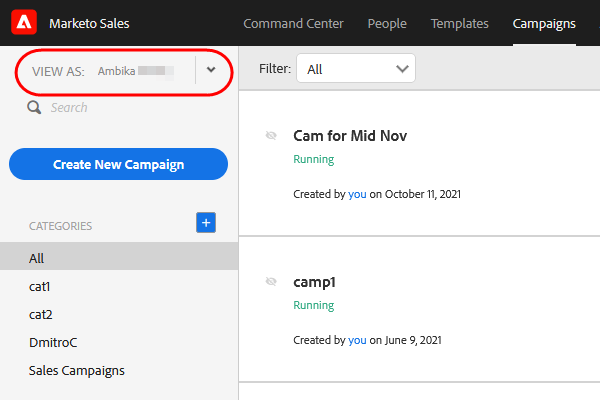 Marketo Sales
Command Center People Templates Campaigns
VIEW AS: Ambika
Search
Create New Campaign
CATEGORIES
All
cat1
cat2
DmitroC
Sales Campaigns
Filter: All
Cam for Mid Nov
Running
Created by you on October 11, 2021
camp1
Running
Created by you on June 9, 2021